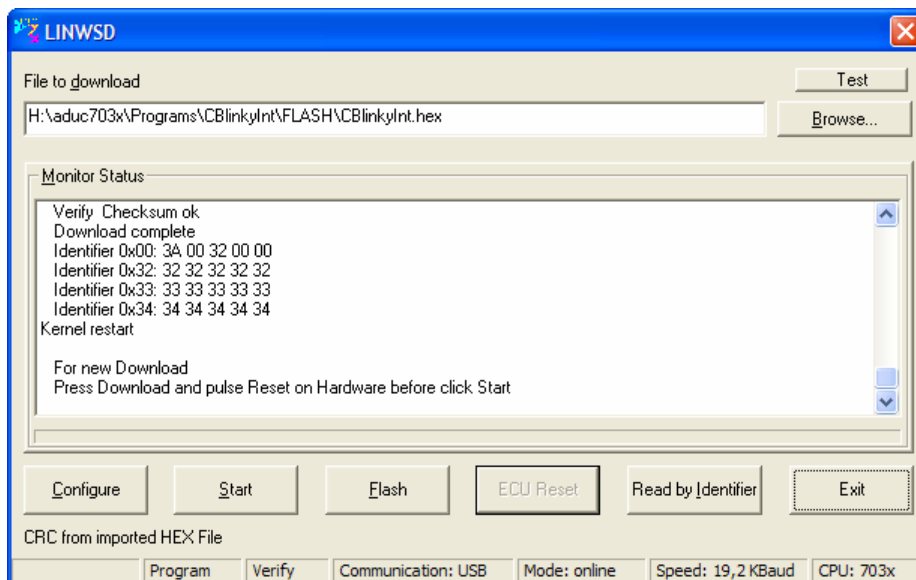 LINWSD
File to download
Test
H:\aduc703x\Programs\CBlinkyInt\FLASH\CBlinkyInt.hex
Browse...
Monitor Status
Verify Checksum ok
Download complete
Identifier 0x00: 3A 00 32 00 00
Identifier 0x32: 32 32 32 32 32
Identifier 0x33: 33 33 33 33 33
Identifier 0x34: 34 34 34 34 34
Kernel restart
For new Download
Press Download and pulse Reset on Hardware before click Start
Configure Start Flash ECU Reset Read by Identifier Exit
CRC from imported HEX File
Program Verify Communication: USB Mode: online Speed: 19,2 KBaud CPU: 703x